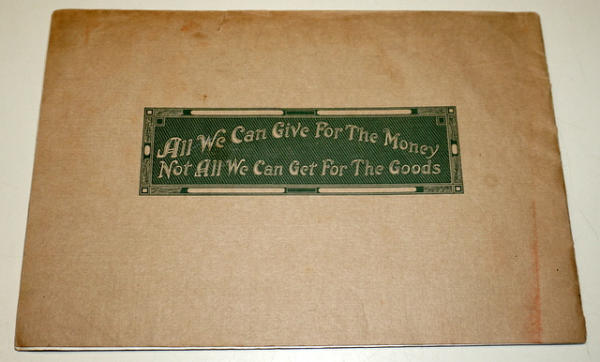 All We Can Give For The Money
Not All We Can Get For The Goods